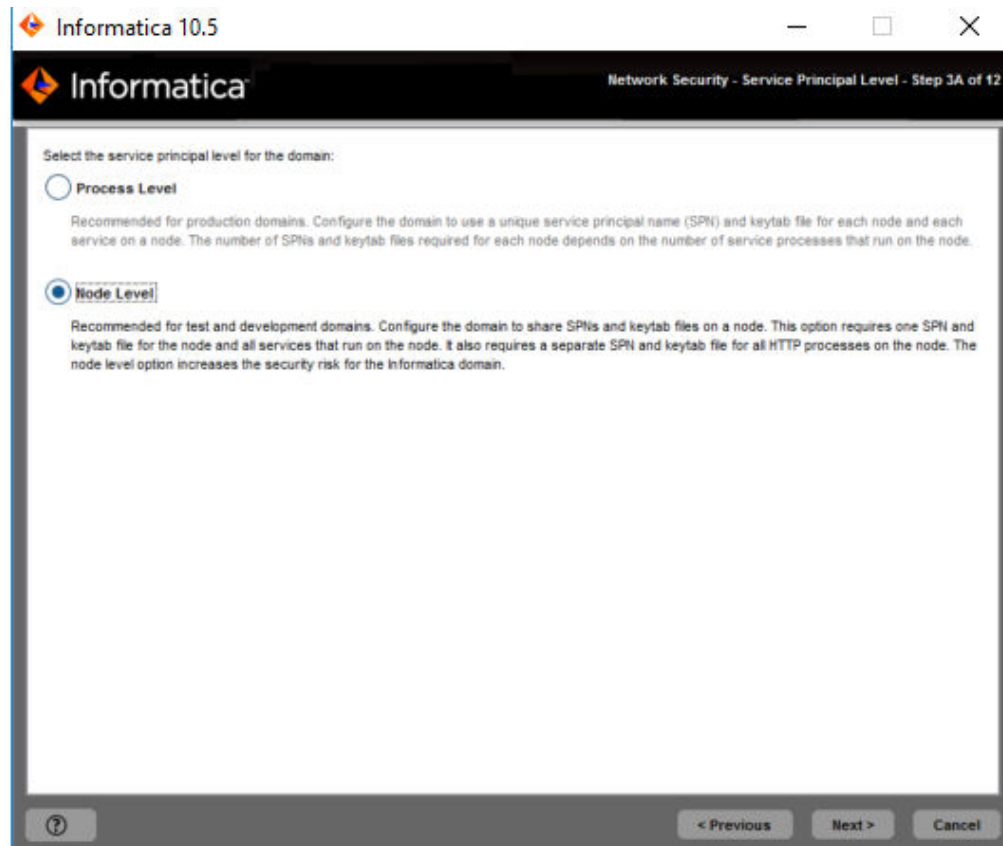 Informatica 10.5
Informatica
Network Security - Service Principal Level - Step 3A of 12
Select the service principal level for the domain:
Process Level
Recommended for production domains. Configure the domain to use a unique service principal name (SPN) and keytab file for each node and each
service on a node. The number of SPNs and keytab files required for each node depends on the number of service processes that run on the node.
Node Level
Recommended for test and development domains. Configure the domain to share SPNs and keytab files on a node. This option requires one SPN and
keytab file for the node and all services that run on the node. It also requires a separate SPN and keytab file for all HTTP processes on the node. The
node level option increases the security risk for the Informatica domain.
?
< Previous
Next >
Cancel